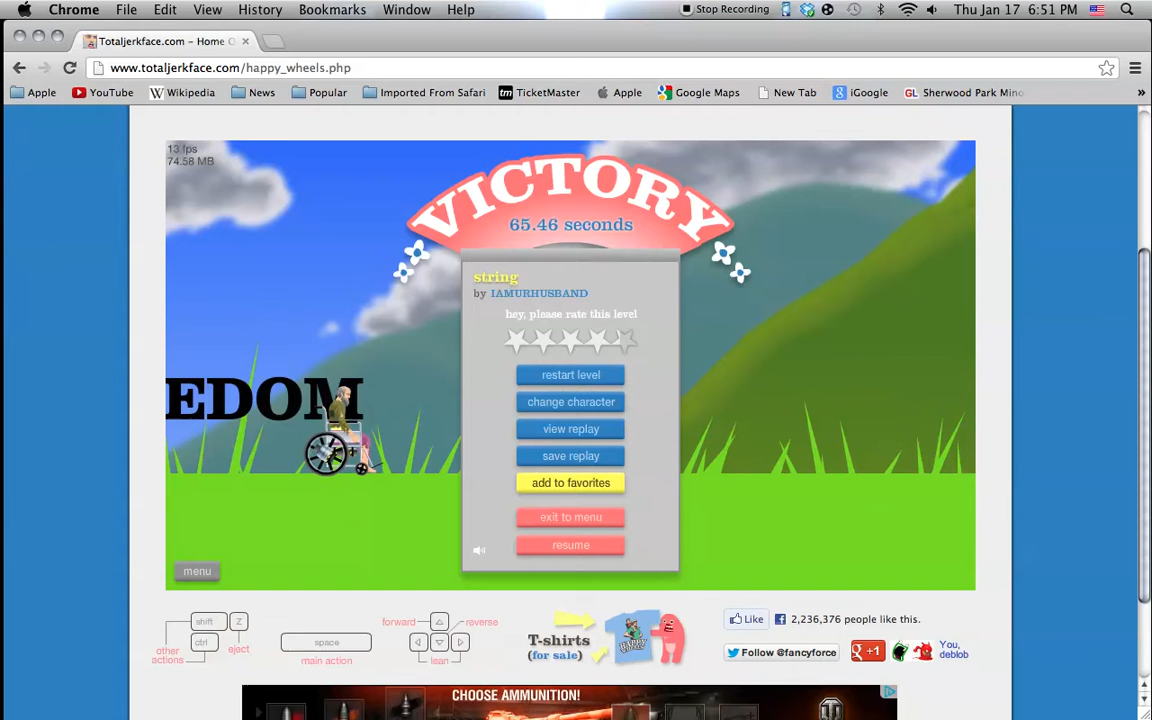 Chrome File Edit View History Bookmarks Window Help Stop Recording Thu Jan 17 6:51 PM
Totaljerkface.com – Home O
www.totaljerkface.com/happy_wheels.php
Apple YouTube Wikipedia News Popular Imported From Safari TicketMaster Apple Google Maps New Tab iGoogle Sherwood Park Mino »
13 fps
74.58 MB
VICTORY
65.46 seconds
string
by IAMURHUSBAND
hey, please rate this level
restart level
change character
view replay
save replay
add to favorites
exit to menu
resume
EDOM
menu
shift Z
ctrl eject
other actions
space
main action
forward reverse
lean
T-shirts
(for sale)
Like 2,236,376 people like this.
Follow @fancyforce
+1
You, deblob
CHOOSE AMMUNITION!